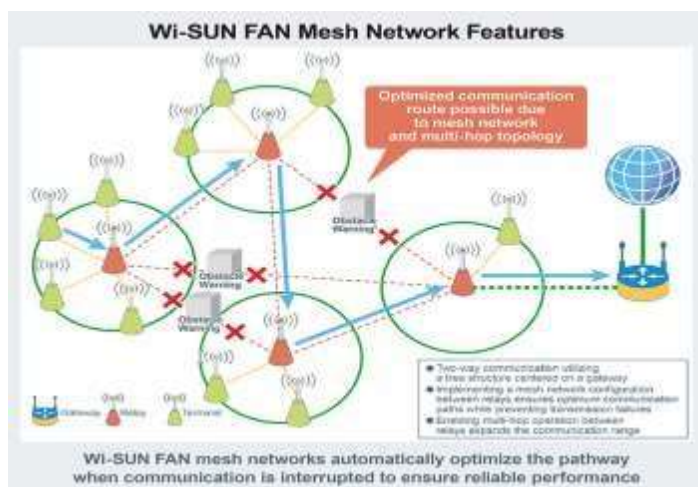 Wi-SUN FAN Mesh Network Features
Optimized communication
route possible due
to mesh network
and multi-hop topology
Obstacle
Warning
Obstacle
Warning
Obstacle
Warning
● Two-way communication utilizing
a tree structure centered on a gateway
● Implementing a mesh network configuration
between relays ensures optimum communication
paths while preventing transmission failures
● Enabling multi-hop operation between
relays expands the communication range
Gateway
Relay
Terminal
Wi-SUN FAN mesh networks automatically optimize the pathway
when communication is interrupted to ensure reliable performance